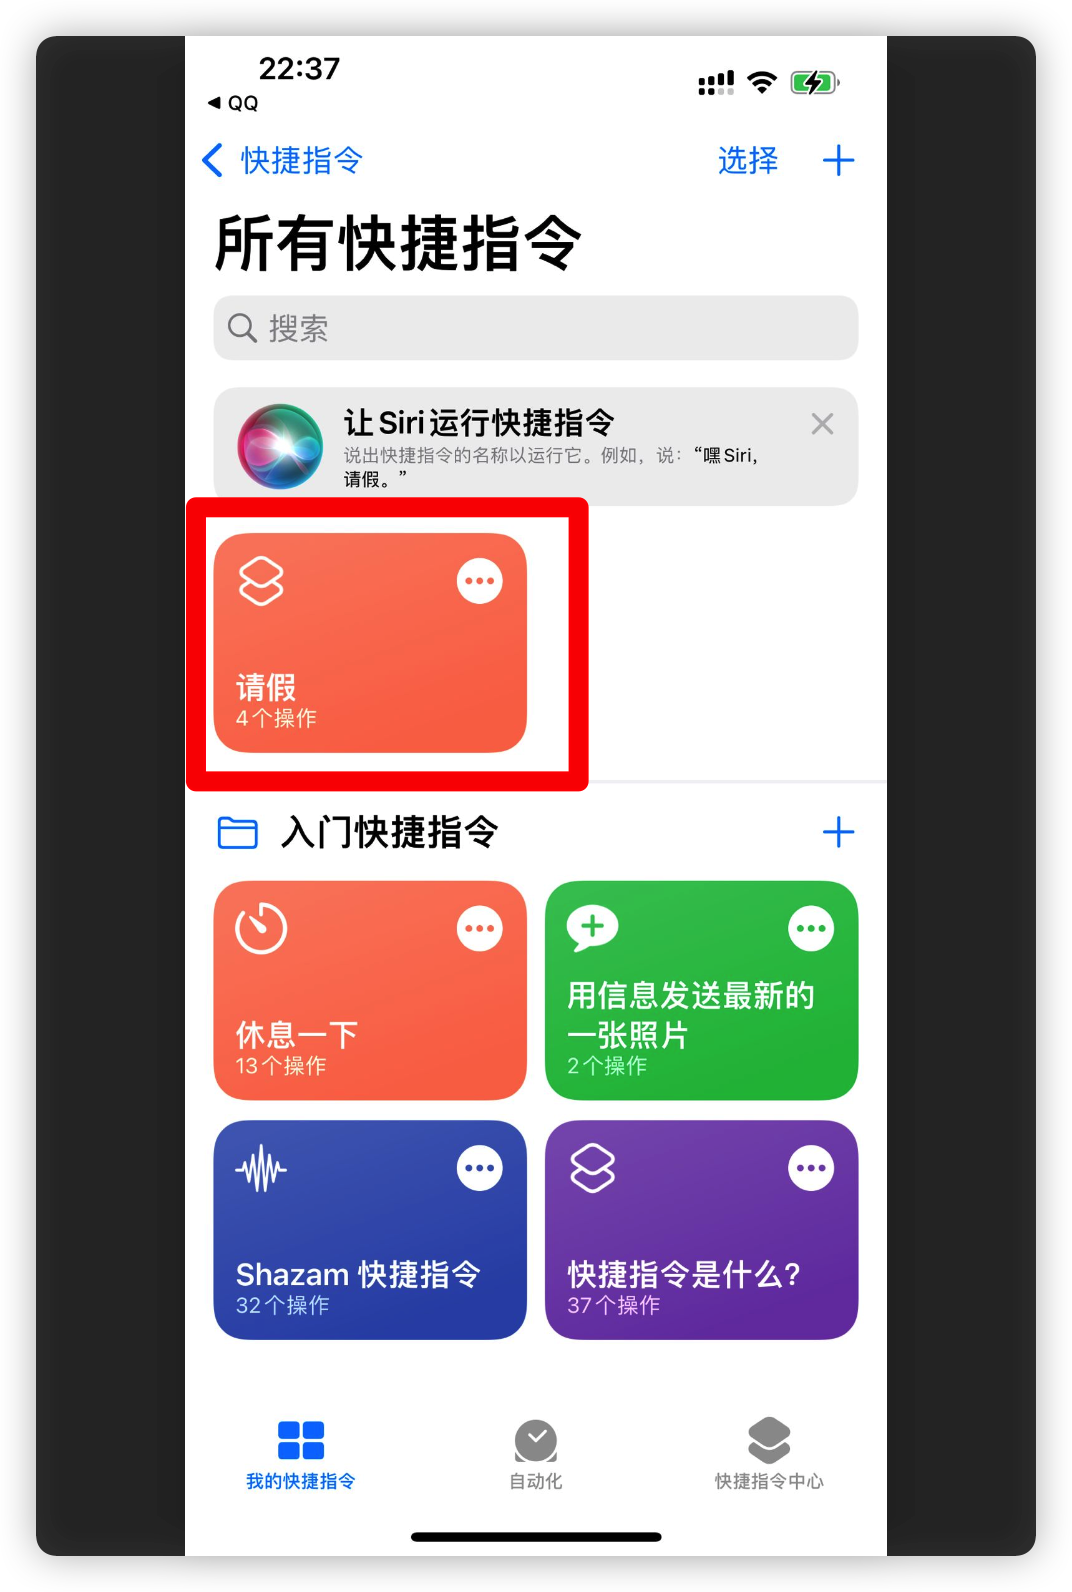 22:37
◀ QQ
快捷指令
选择
所有快捷指令
搜索
让Siri运行快捷指令
说出快捷指令的名称以运行它。例如，说：“嘿Siri，
请假。”
请假
4个操作
入门快捷指令
休息一下
13个操作
用信息发送最新的
一张照片
2个操作
Shazam 快捷指令
32个操作
快捷指令是什么?
37个操作
我的快捷指令
自动化
快捷指令中心